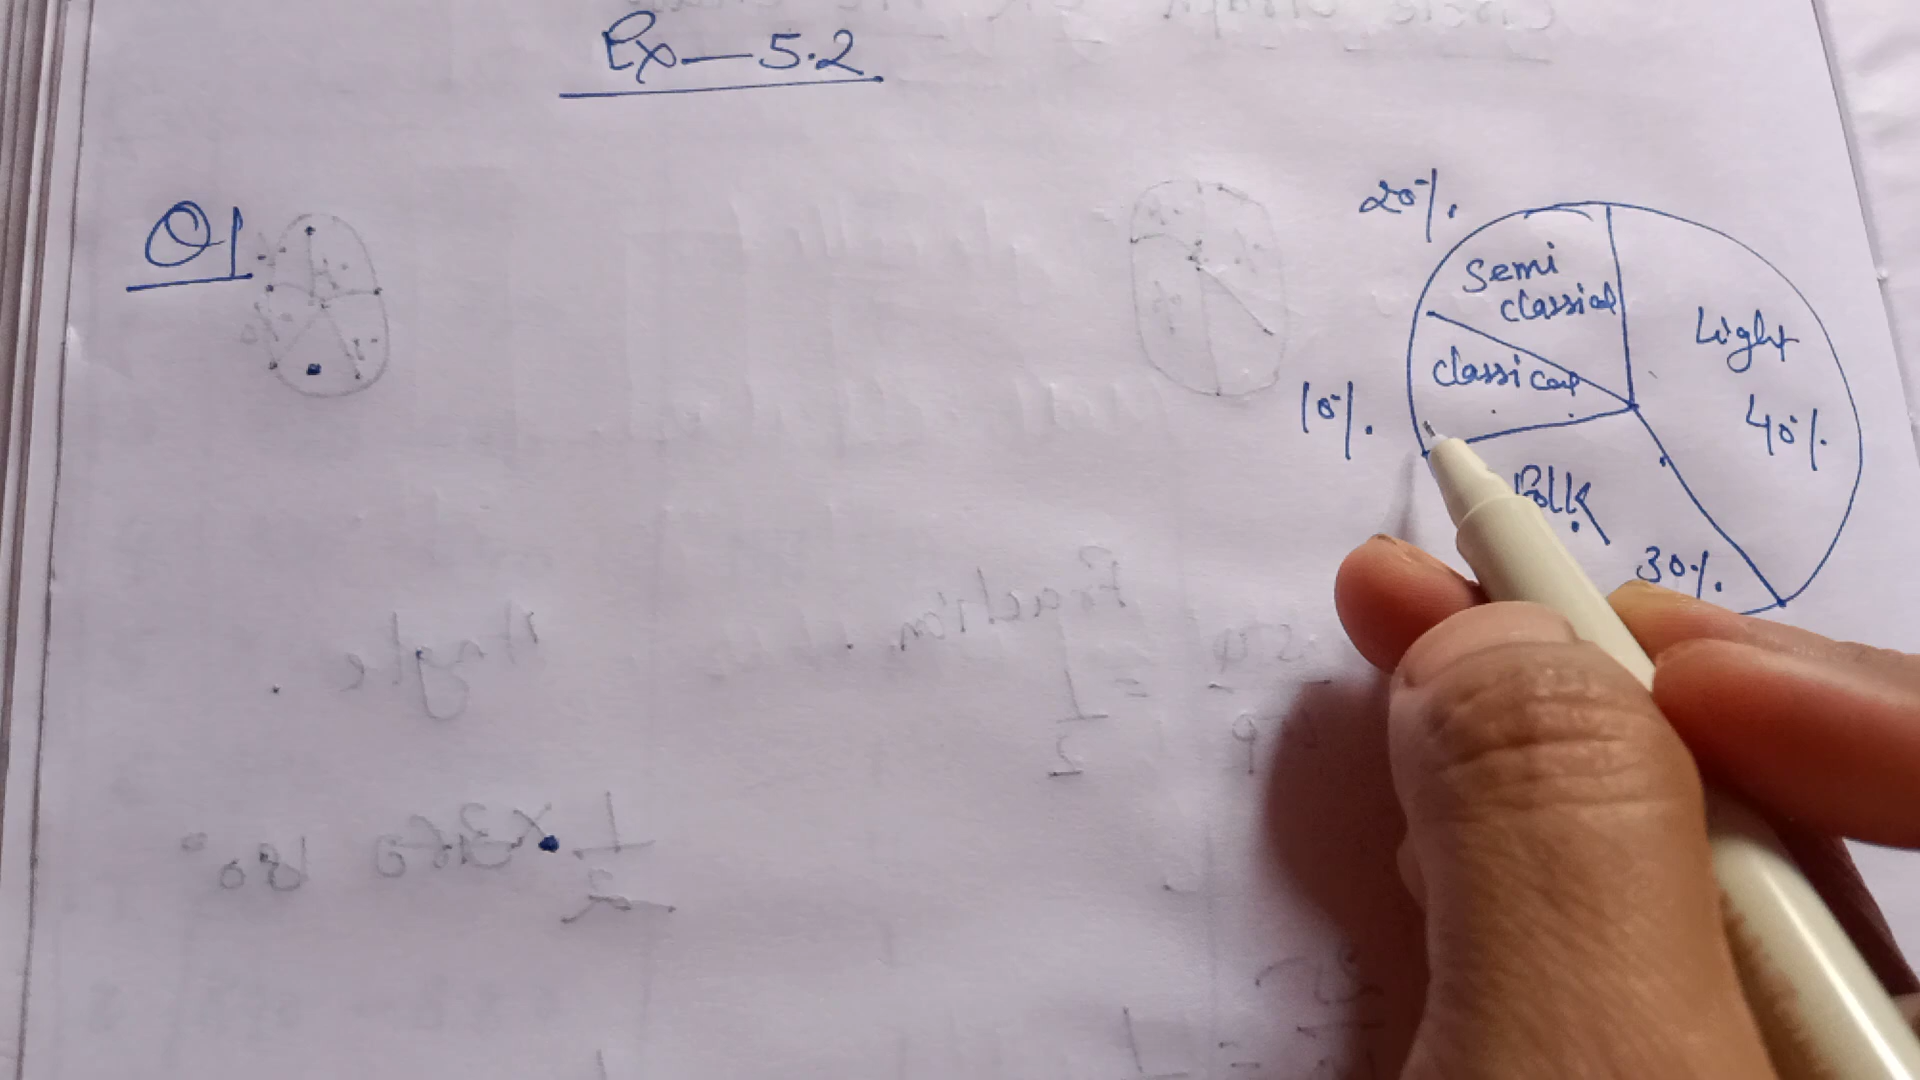 Ex—5.2
Q1
20%.
Semi
classical
Light
40%.
classical
10%.
Folk
30%.